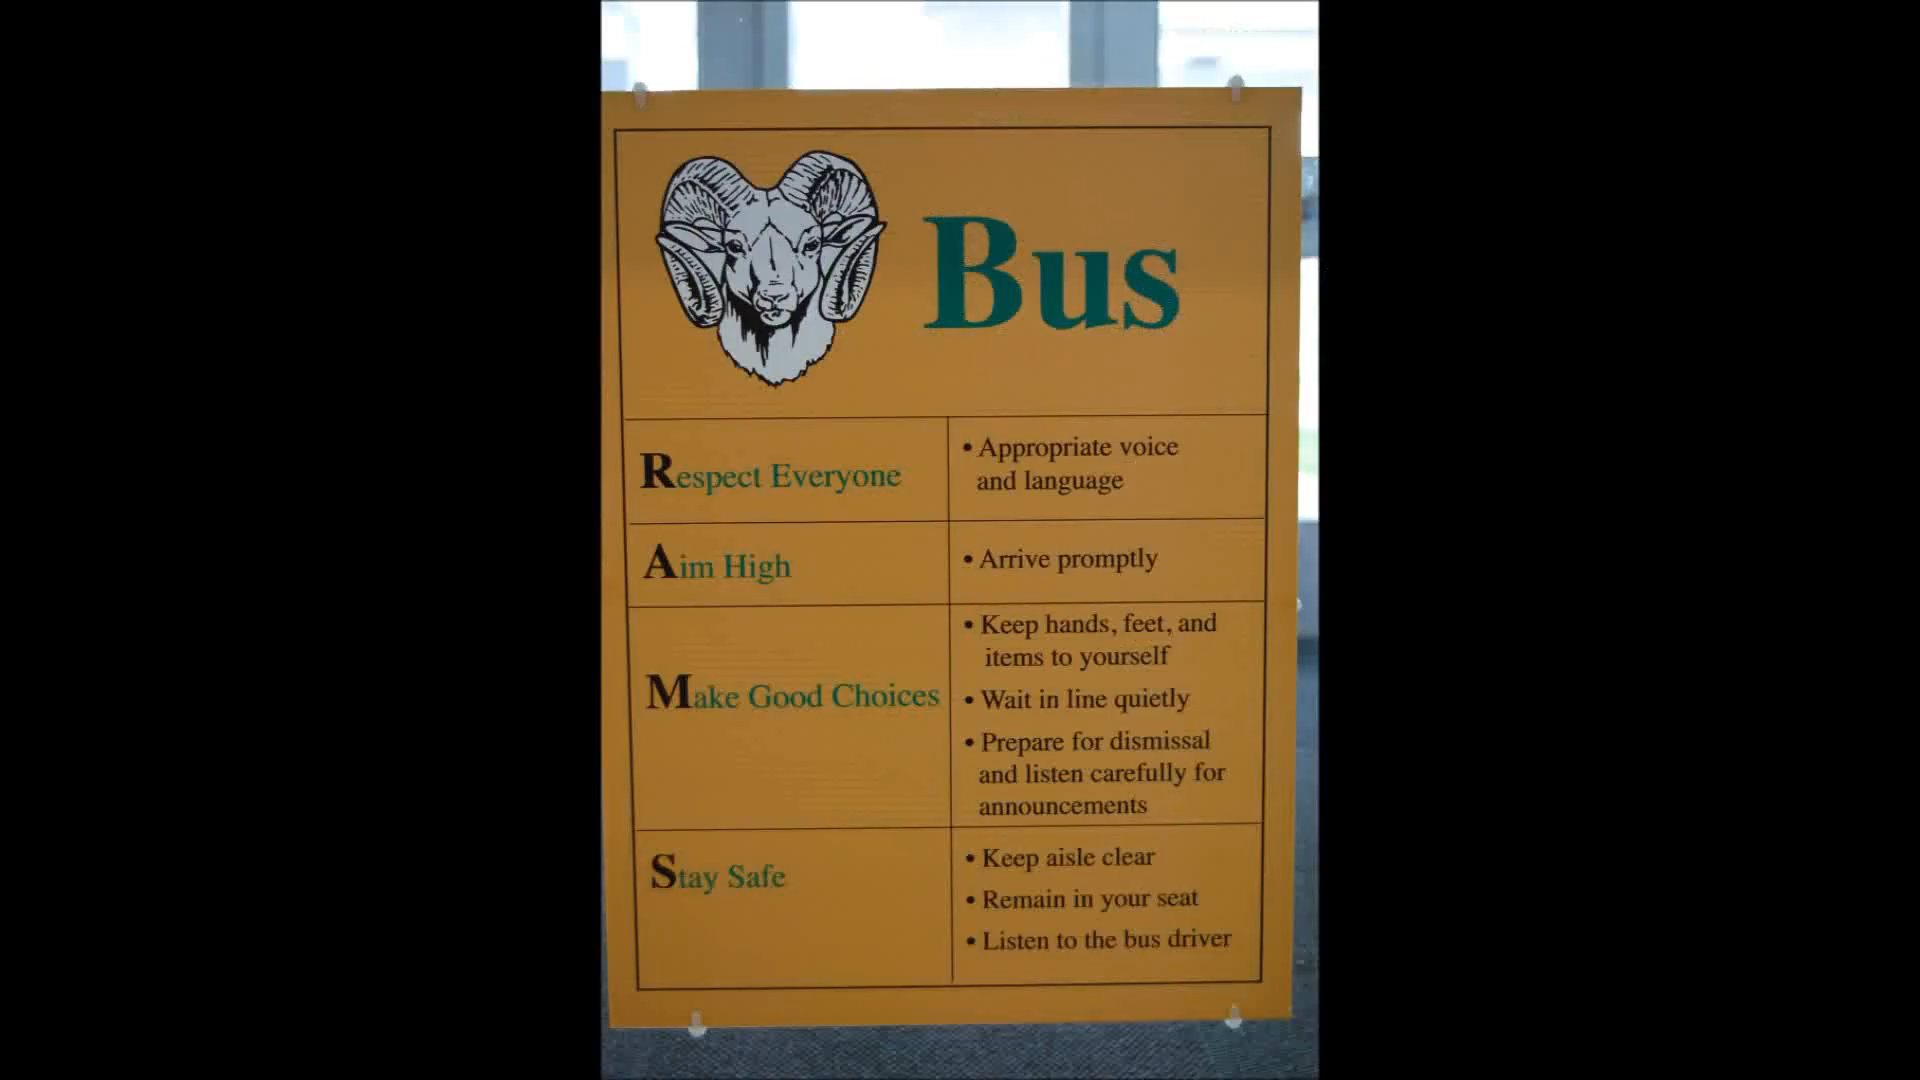 Bus
Respect Everyone
• Appropriate voice
and language
Aim High
• Arrive promptly
Make Good Choices
• Keep hands, feet, and
items to yourself
• Wait in line quietly
• Prepare for dismissal
and listen carefully for
announcements
Stay Safe
• Keep aisle clear
• Remain in your seat
• Listen to the bus driver